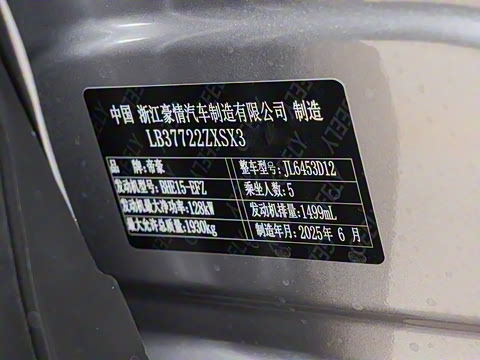 中国 浙江豪情汽车制造有限公司 制造
LB37722ZXSX3
品 牌:帝豪 整车型号:JL6453D12
发动机型号:BHE15-EFZ 乘坐人数:5
发动机最大净功率:128kW 发动机排量:1499mL
最大允许总质量:1930kg 制造年月:2025年 6 月